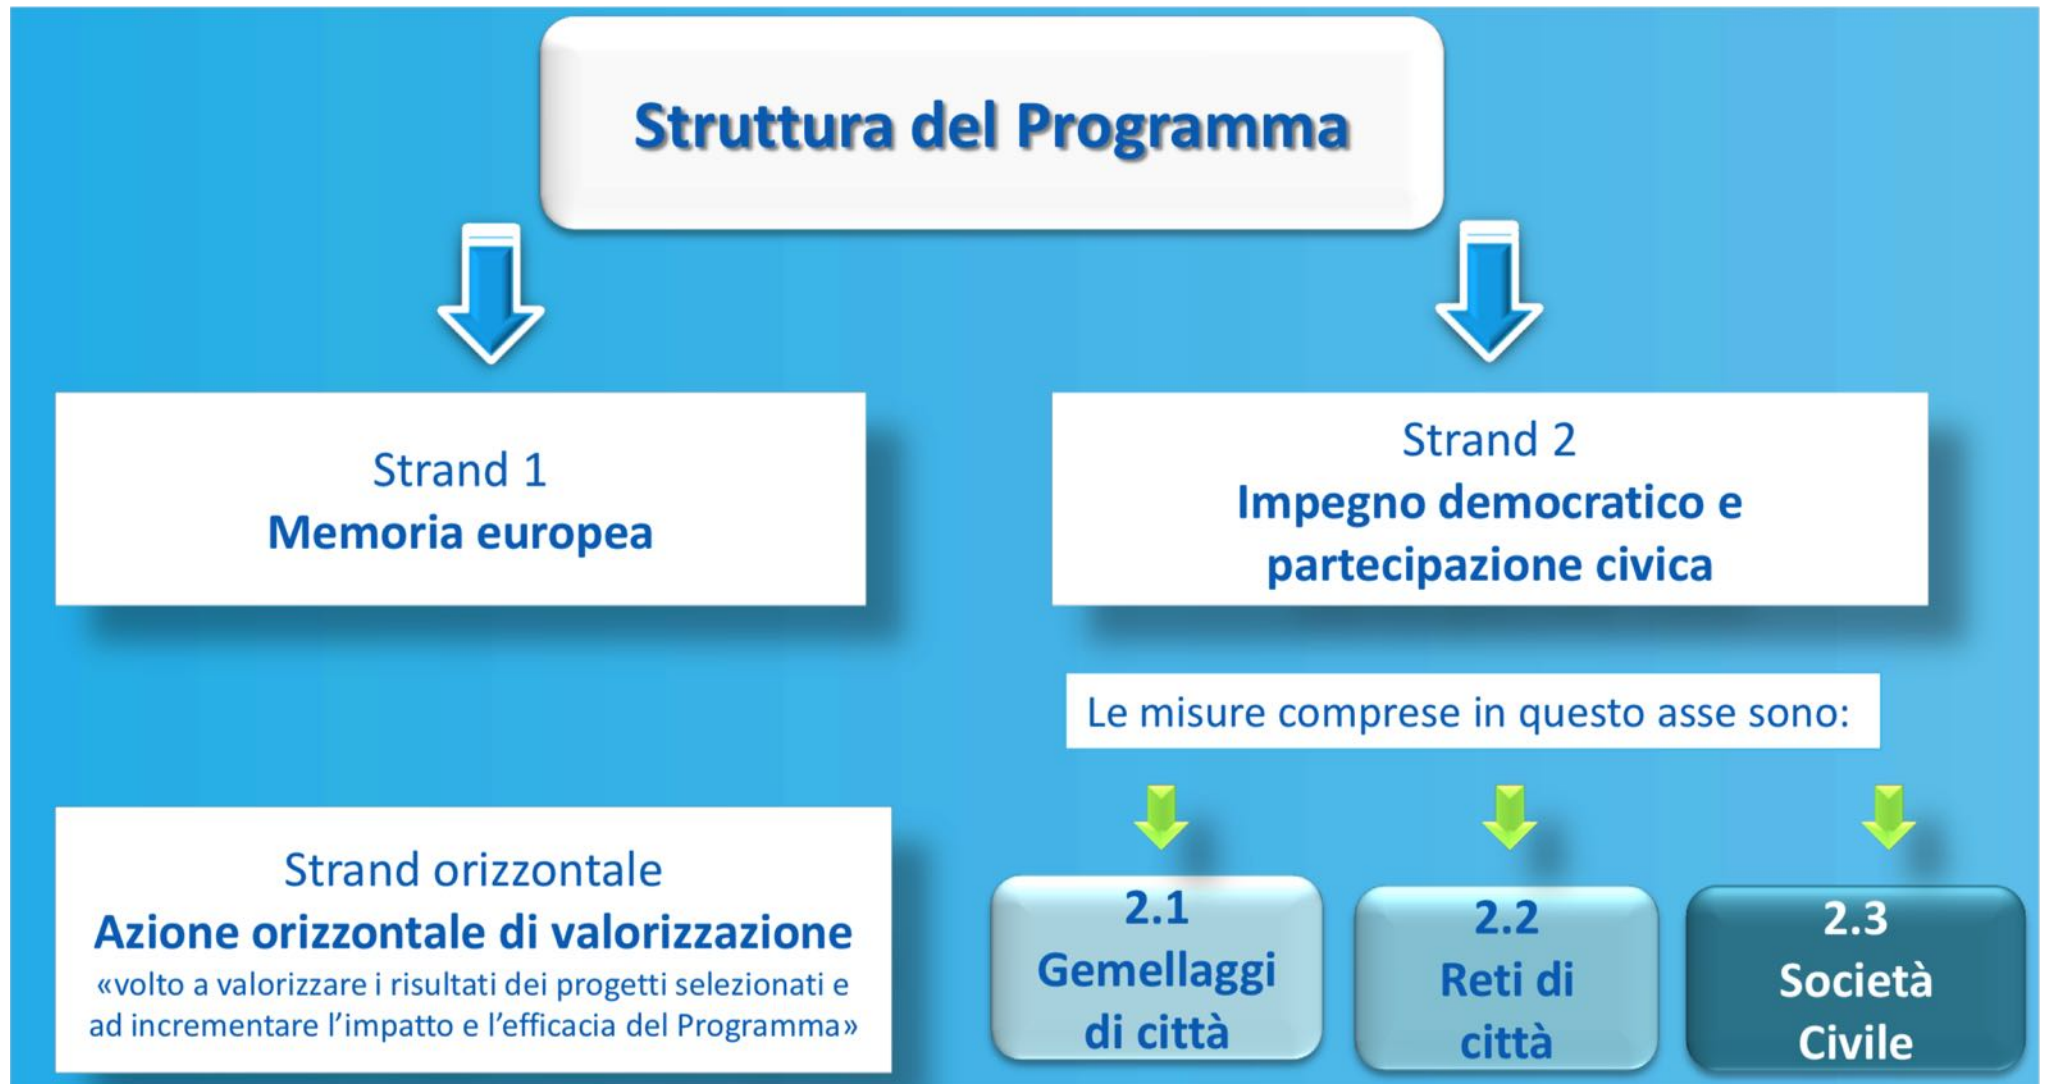 Struttura del Programma
Strand 1
Memoria europea
Strand 2
Impegno democratico e
partecipazione civica
Le misure comprese in questo asse sono:
Strand orizzontale
Azione orizzontale di valorizzazione
«volto a valorizzare i risultati dei progetti selezionati e
ad incrementare l’impatto e l’efficacia del Programma»
2.1
Gemellaggi
di città
2.2
Reti di
città
2.3
Società
Civile